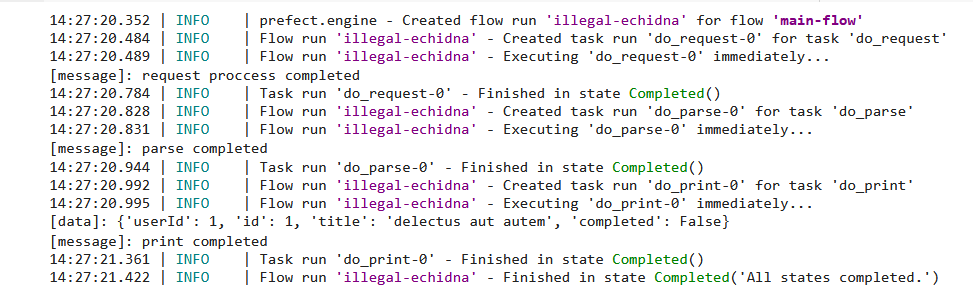 14:27:20.352 | INFO    | prefect.engine - Created flow run 'illegal-echidna' for flow 'main-flow'
14:27:20.484 | INFO    | Flow run 'illegal-echidna' - Created task run 'do_request-0' for task 'do_request'
14:27:20.489 | INFO    | Flow run 'illegal-echidna' - Executing 'do_request-0' immediately...
[message]: request proccess completed
14:27:20.784 | INFO    | Task run 'do_request-0' - Finished in state Completed()
14:27:20.828 | INFO    | Flow run 'illegal-echidna' - Created task run 'do_parse-0' for task 'do_parse'
14:27:20.831 | INFO    | Flow run 'illegal-echidna' - Executing 'do_parse-0' immediately...
[message]: parse completed
14:27:20.944 | INFO    | Task run 'do_parse-0' - Finished in state Completed()
14:27:20.992 | INFO    | Flow run 'illegal-echidna' - Created task run 'do_print-0' for task 'do_print'
14:27:20.995 | INFO    | Flow run 'illegal-echidna' - Executing 'do_print-0' immediately...
[data]: {'userId': 1, 'id': 1, 'title': 'delectus aut autem', 'completed': False}
[message]: print completed
14:27:21.361 | INFO    | Task run 'do_print-0' - Finished in state Completed()
14:27:21.422 | INFO    | Flow run 'illegal-echidna' - Finished in state Completed('All states completed.')